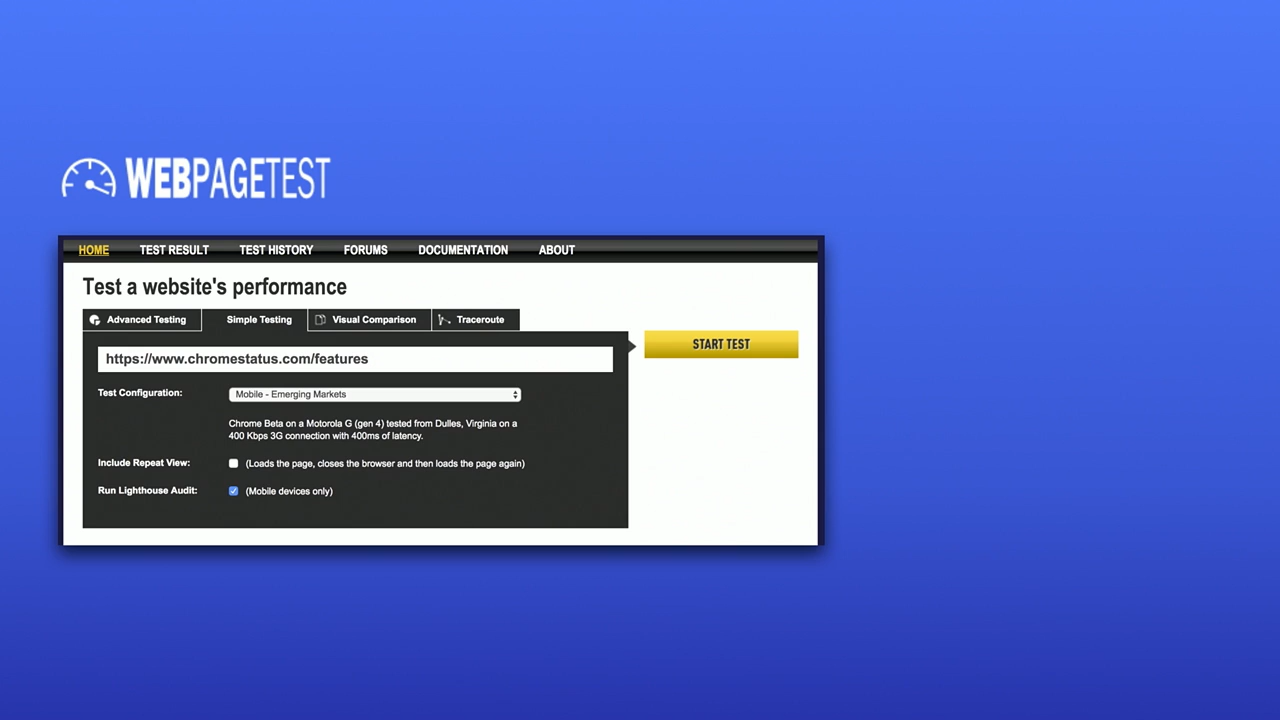 WEBPAGETEST
HOME TEST RESULT TEST HISTORY FORUMS DOCUMENTATION ABOUT
Test a website's performance
Advanced Testing Simple Testing Visual Comparison Traceroute
START TEST
https://www.chromestatus.com/features
Test Configuration: Mobile - Emerging Markets
Chrome Beta on a Motorola G (gen 4) tested from Dulles, Virginia on a
400 Kbps 3G connection with 400ms of latency.
Include Repeat View: (Loads the page, closes the browser and then loads the page again)
Run Lighthouse Audit: (Mobile devices only)